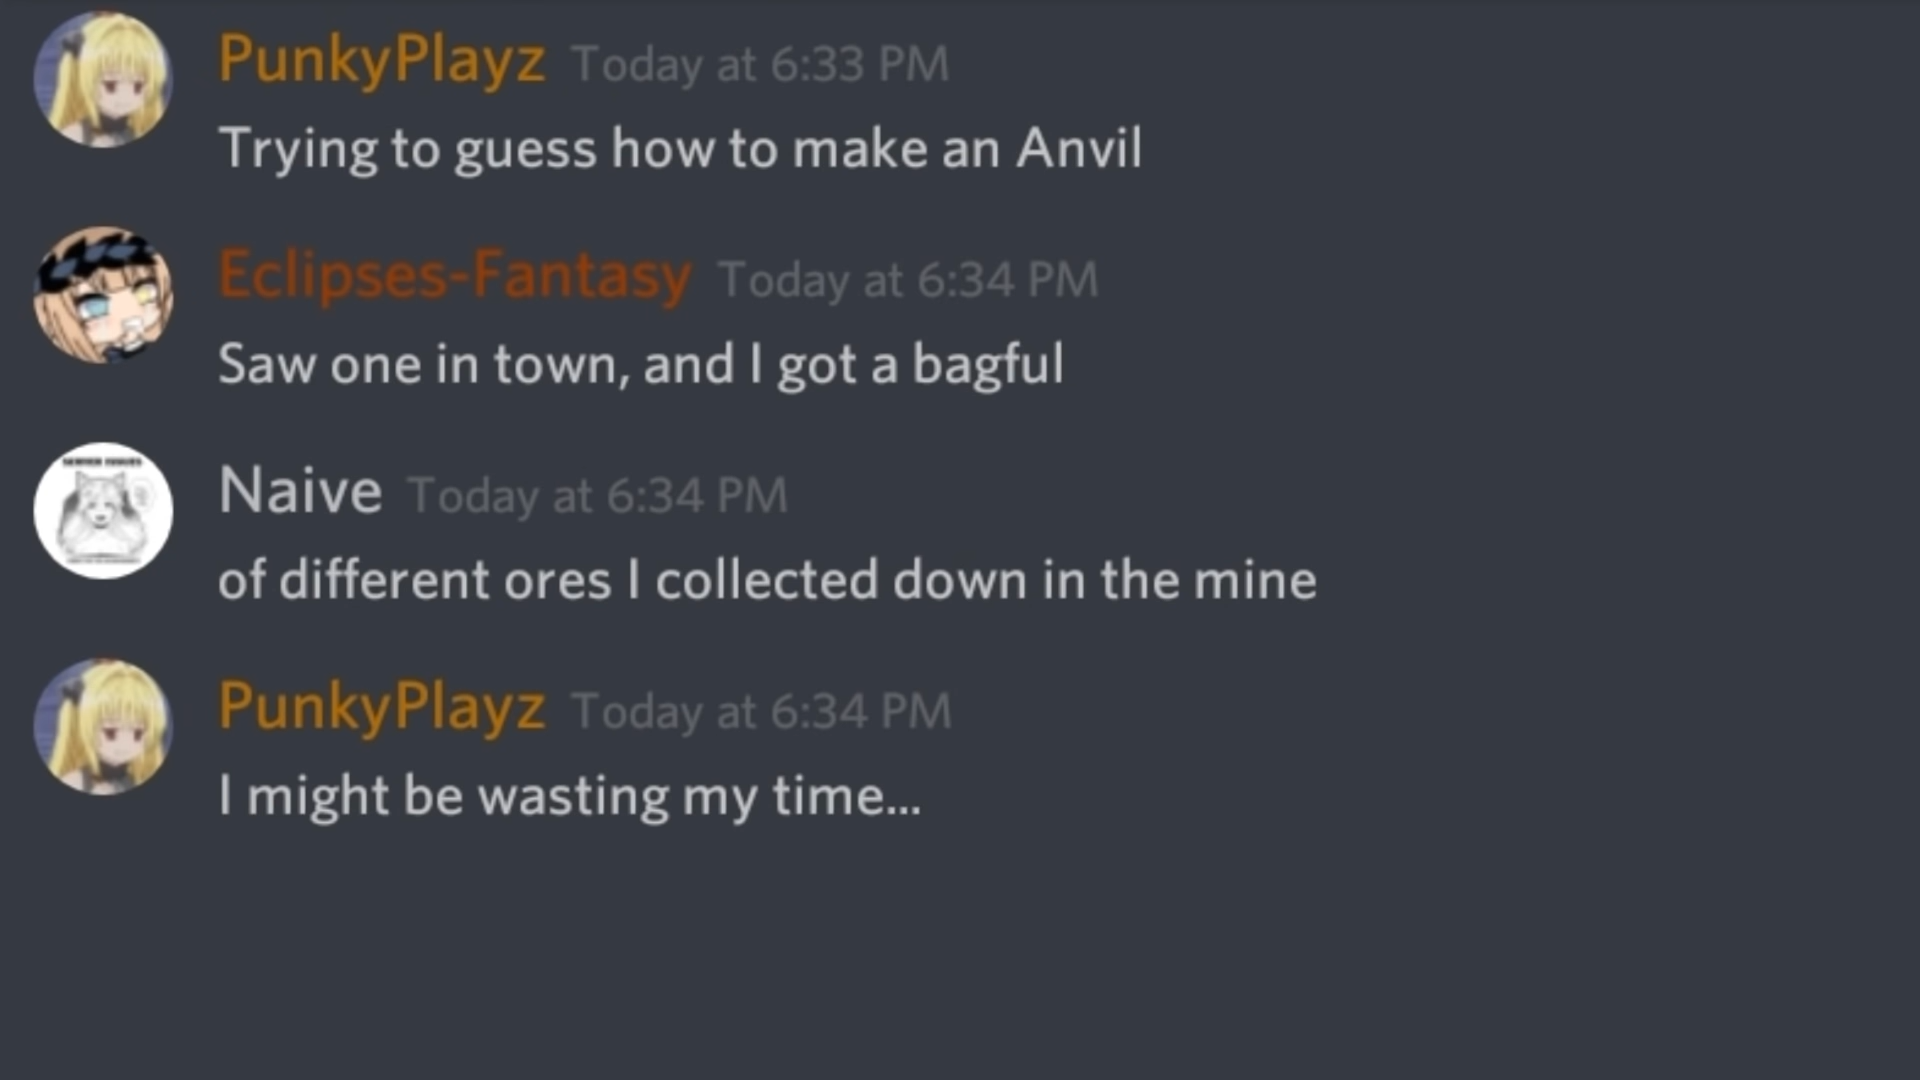 PunkyPlayz Today at 6:33 PM
Trying to guess how to make an Anvil
Eclipses-Fantasy Today at 6:34 PM
Saw one in town, and I got a bagful
Naive Today at 6:34 PM
of different ores I collected down in the mine
PunkyPlayz Today at 6:34 PM
I might be wasting my time...